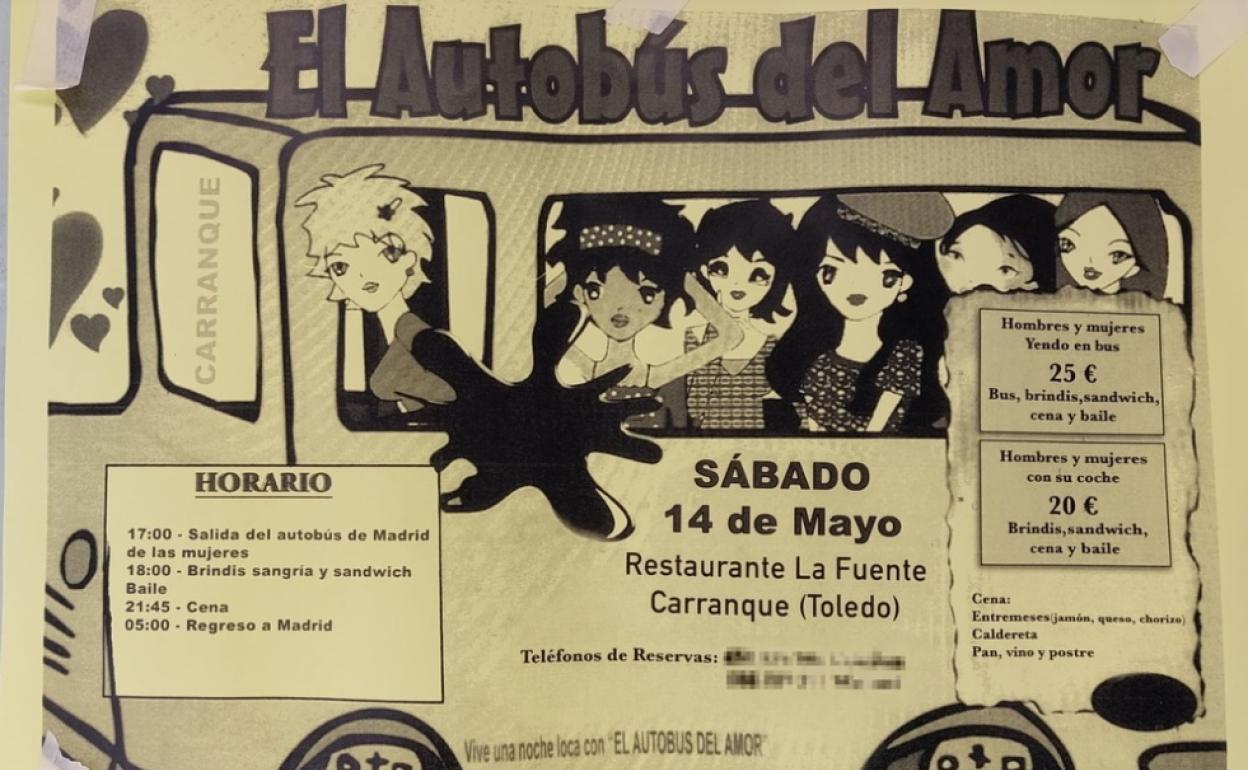 El Autobús del Amor
CARRANQUE
HORARIO
17:00 - Salida del autobús de Madrid
de las mujeres
18:00 - Brindis sangría y sandwich
Baile
21:45 - Cena
05:00 - Regreso a Madrid
SÁBADO
14 de Mayo
Restaurante La Fuente
Carranque (Toledo)
Teléfonos de Reservas:
Vive una noche loca con "EL AUTOBUS DEL AMOR"
Hombres y mujeres
Yendo en bus
25 €
Bus, brindis,sandwich,
cena y baile
Hombres y mujeres
con su coche
20 €
Brindis,sandwich,
cena y baile
Cena:
Entremeses(jamón, queso, chorizo)
Caldereta
Pan, vino y postre